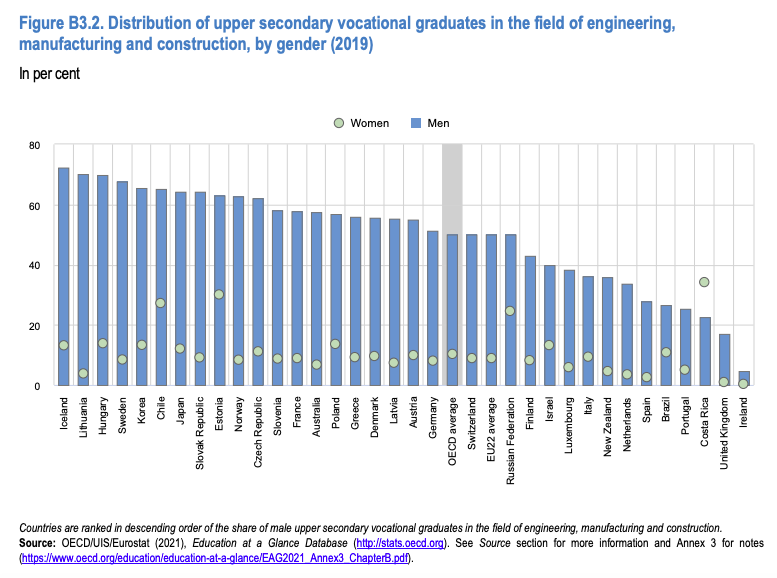 Figure B3.2. Distribution of upper secondary vocational graduates in the field of engineering,
manufacturing and construction, by gender (2019)
In per cent
Women Men
80
60
40
20
0
Iceland
Lithuania
Hungary
Sweden
Korea
Chile
Japan
Slovak Republic
Estonia
Norway
Czech Republic
Slovenia
France
Australia
Poland
Greece
Denmark
Latvia
Austria
Germany
OECD average
Switzerland
EU22 average
Russian Federation
Finland
Israel
Luxembourg
Italy
New Zealand
Netherlands
Spain
Brazil
Portugal
Costa Rica
United Kingdom
Ireland
Countries are ranked in descending order of the share of male upper secondary vocational graduates in the field of engineering, manufacturing and construction.
Source: OECD/UIS/Eurostat (2021), Education at a Glance Database (http://stats.oecd.org). See Source section for more information and Annex 3 for notes
(https://www.oecd.org/education/education-at-a-glance/EAG2021_Annex3_ChapterB.pdf).